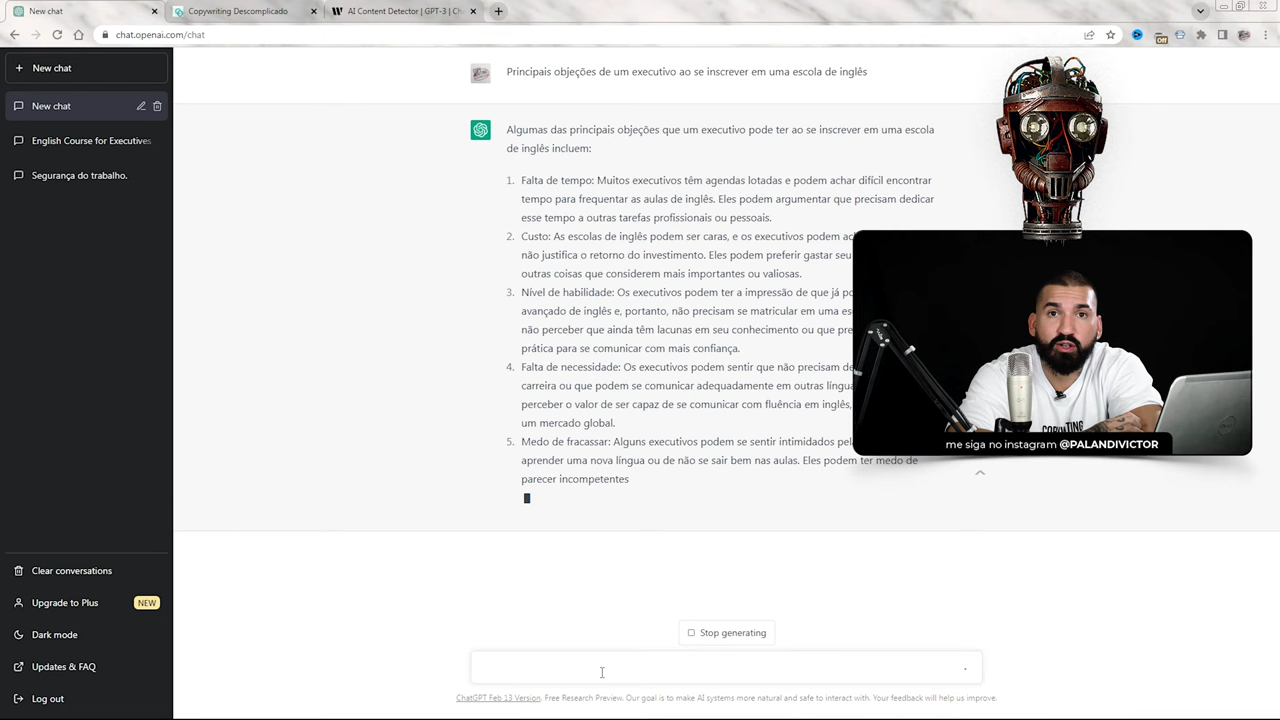 New chat
Copywriting Descomplicado
AI Content Detector | GPT-3 | Ch
chat.openai.com/chat
Off
New chat
New chat
English Course for Executives
Segurança do trabalho.
Clear conversations
Upgrade to Plus NEW
Dark mode
Updates & FAQ
Log out
Principais objeções de um executivo ao se inscrever em uma escola de inglês
Algumas das principais objeções que um executivo pode ter ao se inscrever em uma escola
de inglês incluem:
1. Falta de tempo: Muitos executivos têm agendas lotadas e podem achar difícil encontrar
tempo para frequentar as aulas de inglês. Eles podem argumentar que precisam dedicar
esse tempo a outras tarefas profissionais ou pessoais.
2. Custo: As escolas de inglês podem ser caras, e os executivos podem
não justifica o retorno do investimento. Eles podem preferir gastar seu
outras coisas que considerem mais importantes ou valiosas.
3. Nível de habilidade: Os executivos podem ter a impressão de que já
avançado de inglês e, portanto, não precisam se matricular em uma
não perceber que ainda têm lacunas em seu conhecimento ou que
prática para se comunicar com mais confiança.
4. Falta de necessidade: Os executivos podem sentir que não precisam
carreira ou que podem se comunicar adequadamente em outras
perceber o valor de ser capaz de se comunicar com fluência em inglês,
um mercado global.
5. Medo de fracassar: Alguns executivos podem se sentir intimidados
aprender uma nova língua ou de não se sair bem nas aulas. Eles podem ter medo de
parecer incompetentes
me siga no instagram @PALANDIVICTOR
Stop generating
ChatGPT Feb 13 Version. Free Research Preview. Our goal is to make AI systems more natural and safe to interact with. Your feedback will help us improve.